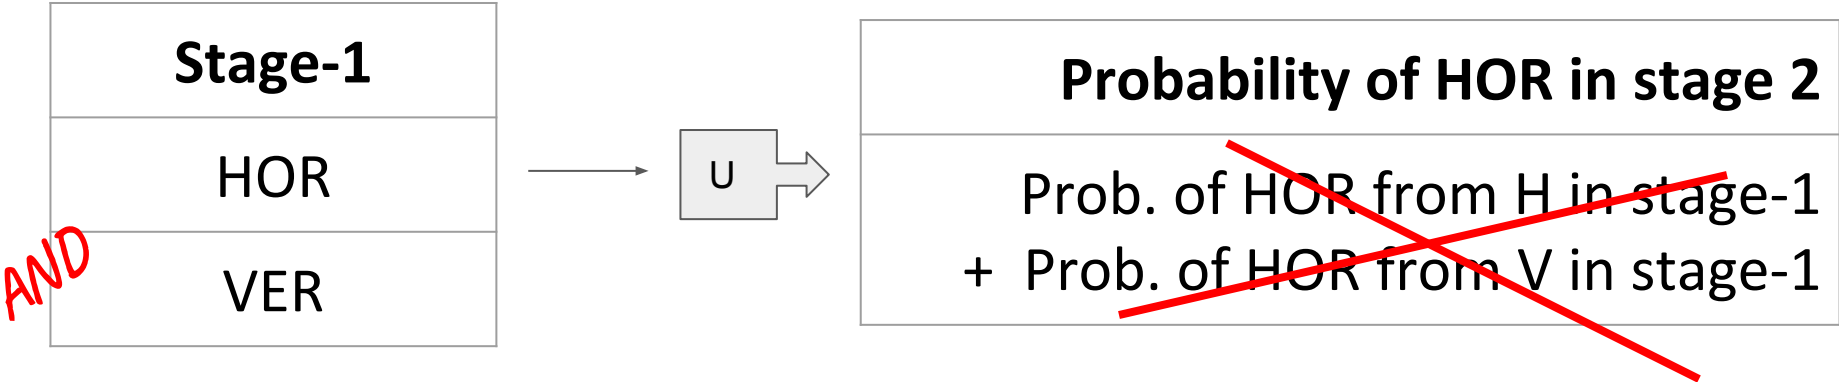 Stage-1
HOR
AND
VER
U
Probability of HOR in stage 2
Prob. of HOR from H in stage-1
+ Prob. of HOR from V in stage-1